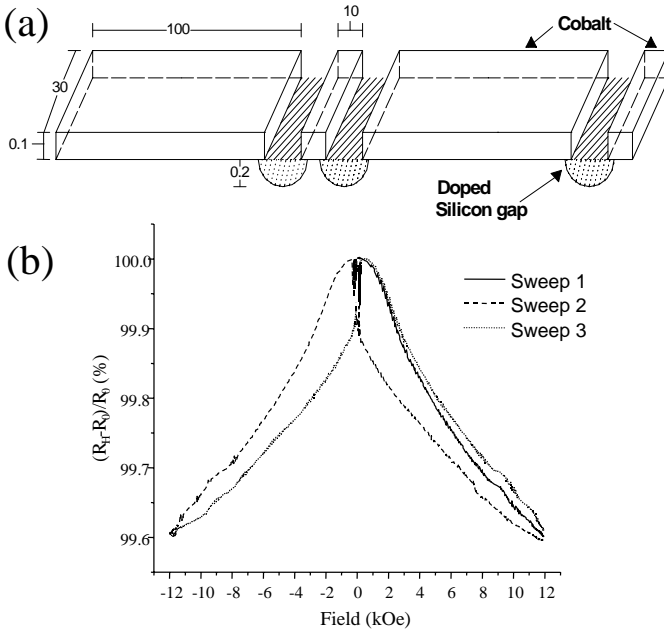 (a)
100
10
Cobalt
30
0.1
0.2
Doped
Silicon gap
(b)
100.0
99.9
99.8
99.7
99.6
(R_H-R_0)/R_0 (%)
Sweep 1
Sweep 2
Sweep 3
-12 -10 -8 -6 -4 -2 0 2 4 6 8 10 12
Field (kOe)